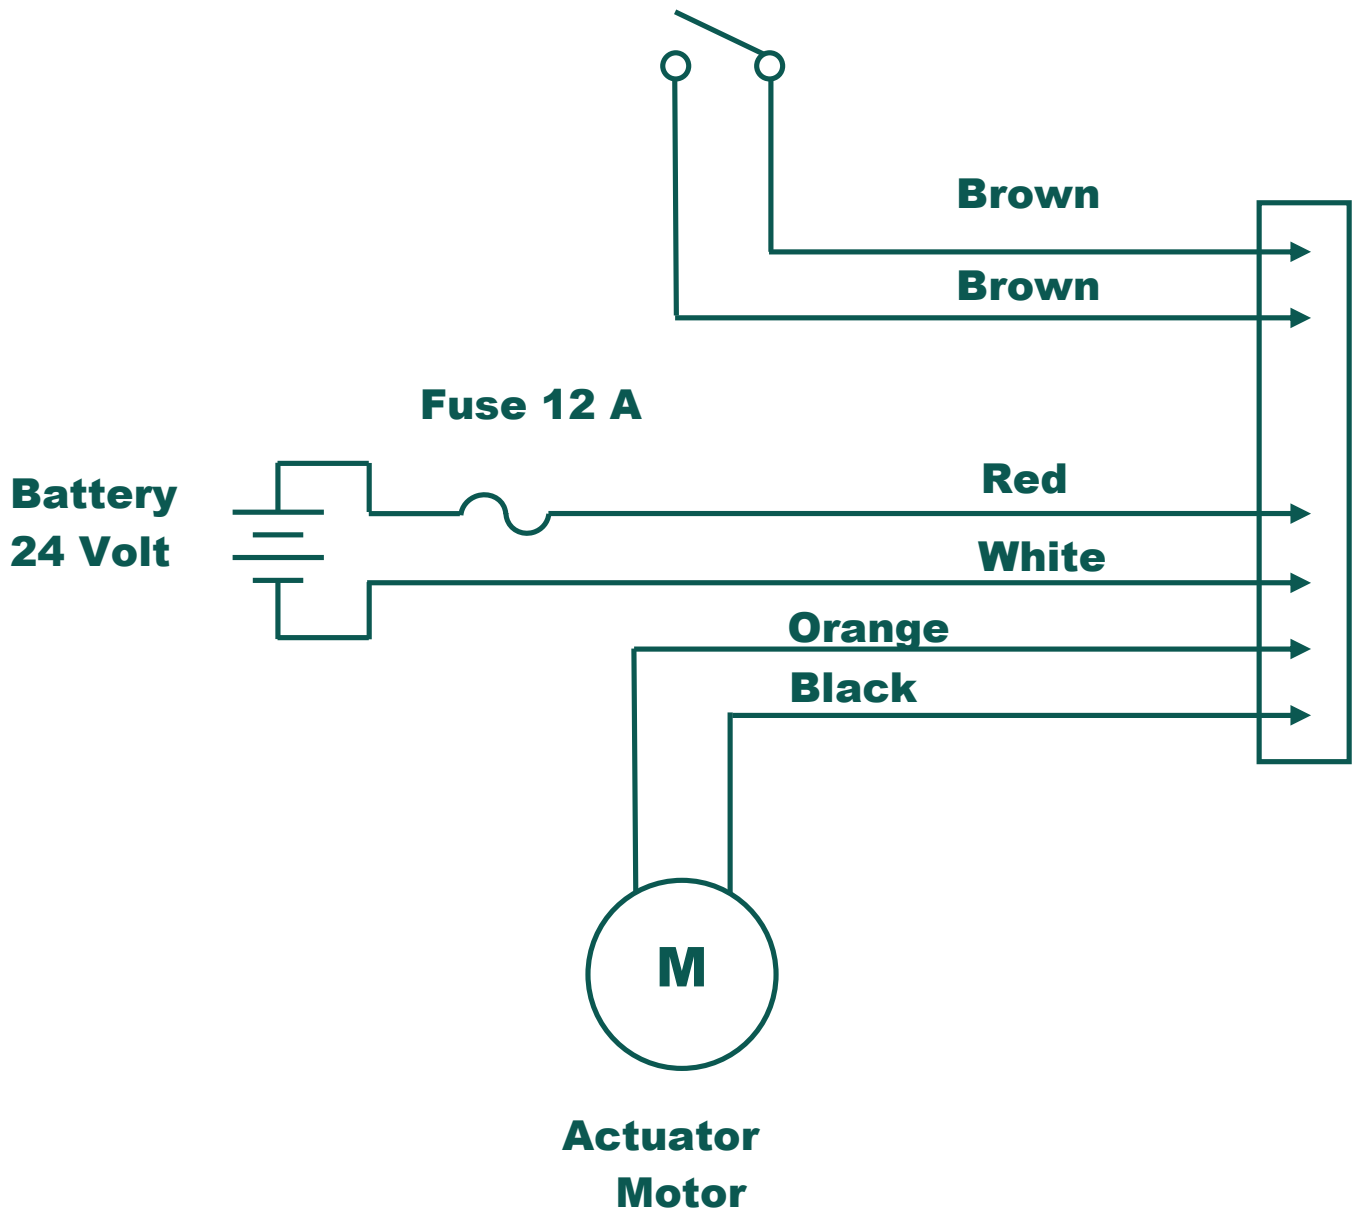 Brown
Brown
Fuse 12 A
Battery
24 Volt
Red
White
Orange
Black
M
Actuator
Motor